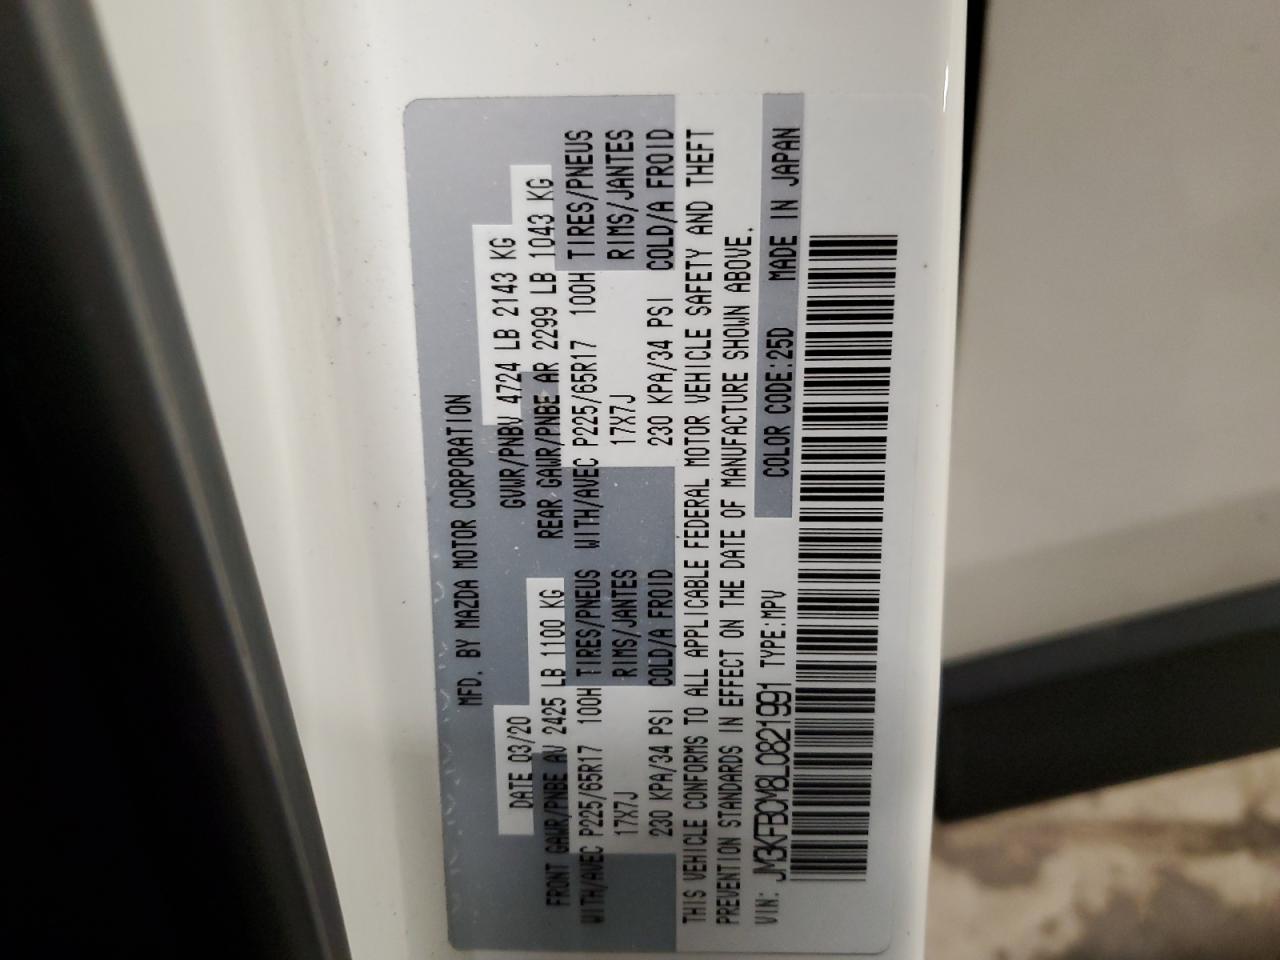 MFD. BY MAZDA MOTOR CORPORATION
DATE 03/20 GVWR/PNBV 4724 LB 2143 KG
FRONT GAWR/PNBE AV 2425 LB 1100 KG REAR GAWR/PNBE AR 2299 LB 1043 KG
WITH/AVEC P225/65R17 100H TIRES/PNEUS WITH/AVEC P225/65R17 100H TIRES/PNEUS
17X7J RIMS/JANTES 17X7J RIMS/JANTES
230 KPA/34 PSI COLD/A FROID 230 KPA/34 PSI COLD/A FROID
THIS VEHICLE CONFORMS TO ALL APPLICABLE FEDERAL MOTOR VEHICLE SAFETY AND THEFT
PREVENTION STANDARDS IN EFFECT ON THE DATE OF MANUFACTURE SHOWN ABOVE.
VIN: JM3KFBCM8L0821991 TYPE:MPV COLOR CODE:25D MADE IN JAPAN